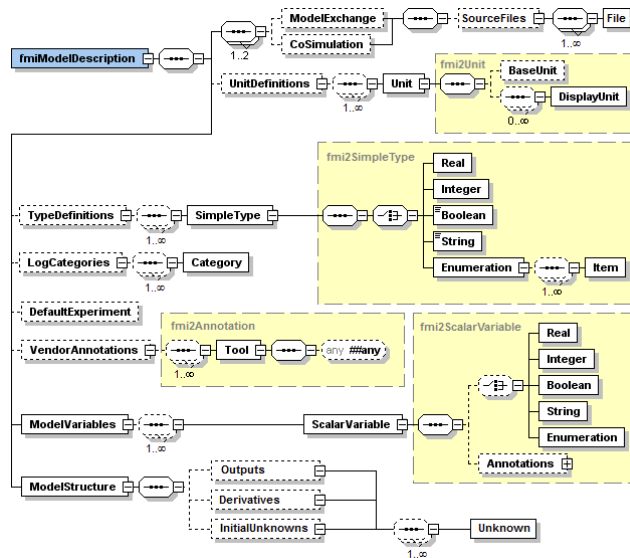 ModelExchange
SourceFiles
File
CoSimulation
1..2
1..∞
fmiModelDescription
fmi2Unit
UnitDefinitions
Unit
BaseUnit
1..∞
DisplayUnit
0..∞
fmi2SimpleType
Real
Integer
TypeDefinitions
SimpleType
Boolean
1..∞
String
LogCategories
Category
Enumeration
Item
1..∞
1..∞
DefaultExperiment
fmi2Annotation
fmi2ScalarVariable
VendorAnnotations
Tool
any ##any
Real
1..∞
Integer
Boolean
ModelVariables
ScalarVariable
String
1..∞
Enumeration
Annotations
Outputs
ModelStructure
Derivatives
InitialUnknowns
Unknown
1..∞